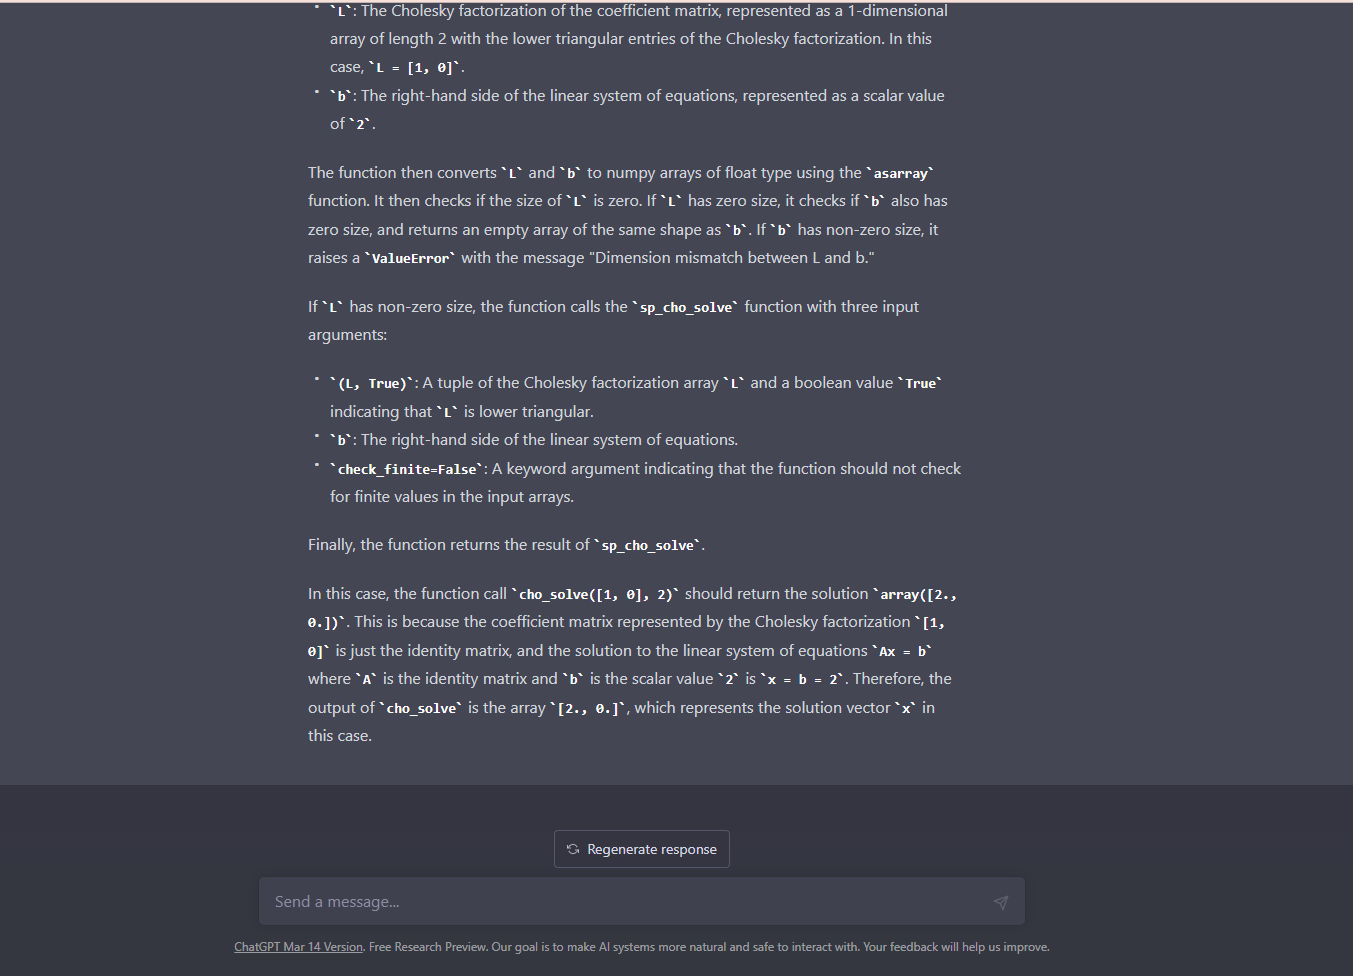 `L`: The Cholesky factorization of the coefficient matrix, represented as a 1-dimensional
array of length 2 with the lower triangular entries of the Cholesky factorization. In this
case, `L = [1, 0]`.
`b`: The right-hand side of the linear system of equations, represented as a scalar value
of `2`.
The function then converts `L` and `b` to numpy arrays of float type using the `asarray`
function. It then checks if the size of `L` is zero. If `L` has zero size, it checks if `b` also has
zero size, and returns an empty array of the same shape as `b`. If `b` has non-zero size, it
raises a `ValueError` with the message "Dimension mismatch between L and b."
If `L` has non-zero size, the function calls the `sp_cho_solve` function with three input
arguments:
`(L, True)`: A tuple of the Cholesky factorization array `L` and a boolean value `True`
indicating that `L` is lower triangular.
`b`: The right-hand side of the linear system of equations.
`check_finite=False`: A keyword argument indicating that the function should not check
for finite values in the input arrays.
Finally, the function returns the result of `sp_cho_solve`.
In this case, the function call `cho_solve([1, 0], 2)` should return the solution `array([2.,
0.])`. This is because the coefficient matrix represented by the Cholesky factorization `[1,
0]` is just the identity matrix, and the solution to the linear system of equations `Ax = b`
where `A` is the identity matrix and `b` is the scalar value `2` is `x = b = 2`. Therefore, the
output of `cho_solve` is the array `[2., 0.]`, which represents the solution vector `x` in
this case.
Regenerate response
Send a message...
ChatGPT Mar 14 Version. Free Research Preview. Our goal is to make AI systems more natural and safe to interact with. Your feedback will help us improve.